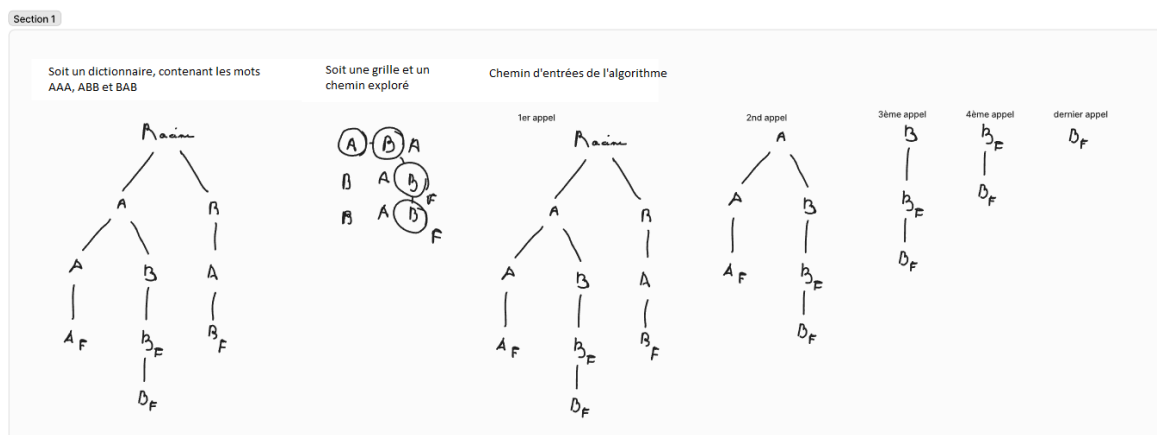 Section 1
Soit un dictionnaire, contenant les mots
AAA, ABB et BAB
Soit une grille et un
chemin exploré
Chemin d'entrées de l'algorithme
1er appel
2nd appel
3ème appel
4ème appel
dernier appel
Racine
A B
A B A
A F B F B F
B F
A B A
B A B F
B A B F
Racine
A B
A B A
A F B F B F
B F
A
A B
A F B F
B F
B
B F
B F
B F
B F
B F